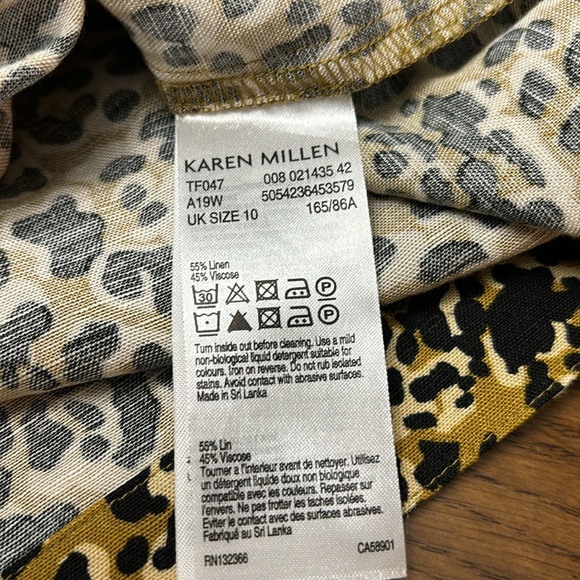 KAREN MILLEN
TF047 008 021435 42
A19W 5054236453579
UK SIZE 10 165/86A
55% Linen
45% Viscose
30 P
P
Turn inside out before cleaning. Use a mild
non-biological liquid detergent suitable for
colours. Iron on reverse. Do not rub isolated
stains. Avoid contact with abrasive surfaces.
Made in Sri Lanka
55% Lin
45% Viscose
Tourner a l'interieur avant de nettoyer. Utilisez
un détergent liquide doux non biologique
compatible avec les couleurs. Repasser sur
l'envers. Ne pas frotter les taches isolées.
Eviter le contact avec des surfaces abrasives.
Fabriqué au Sri Lanka
RN132366 CA58901